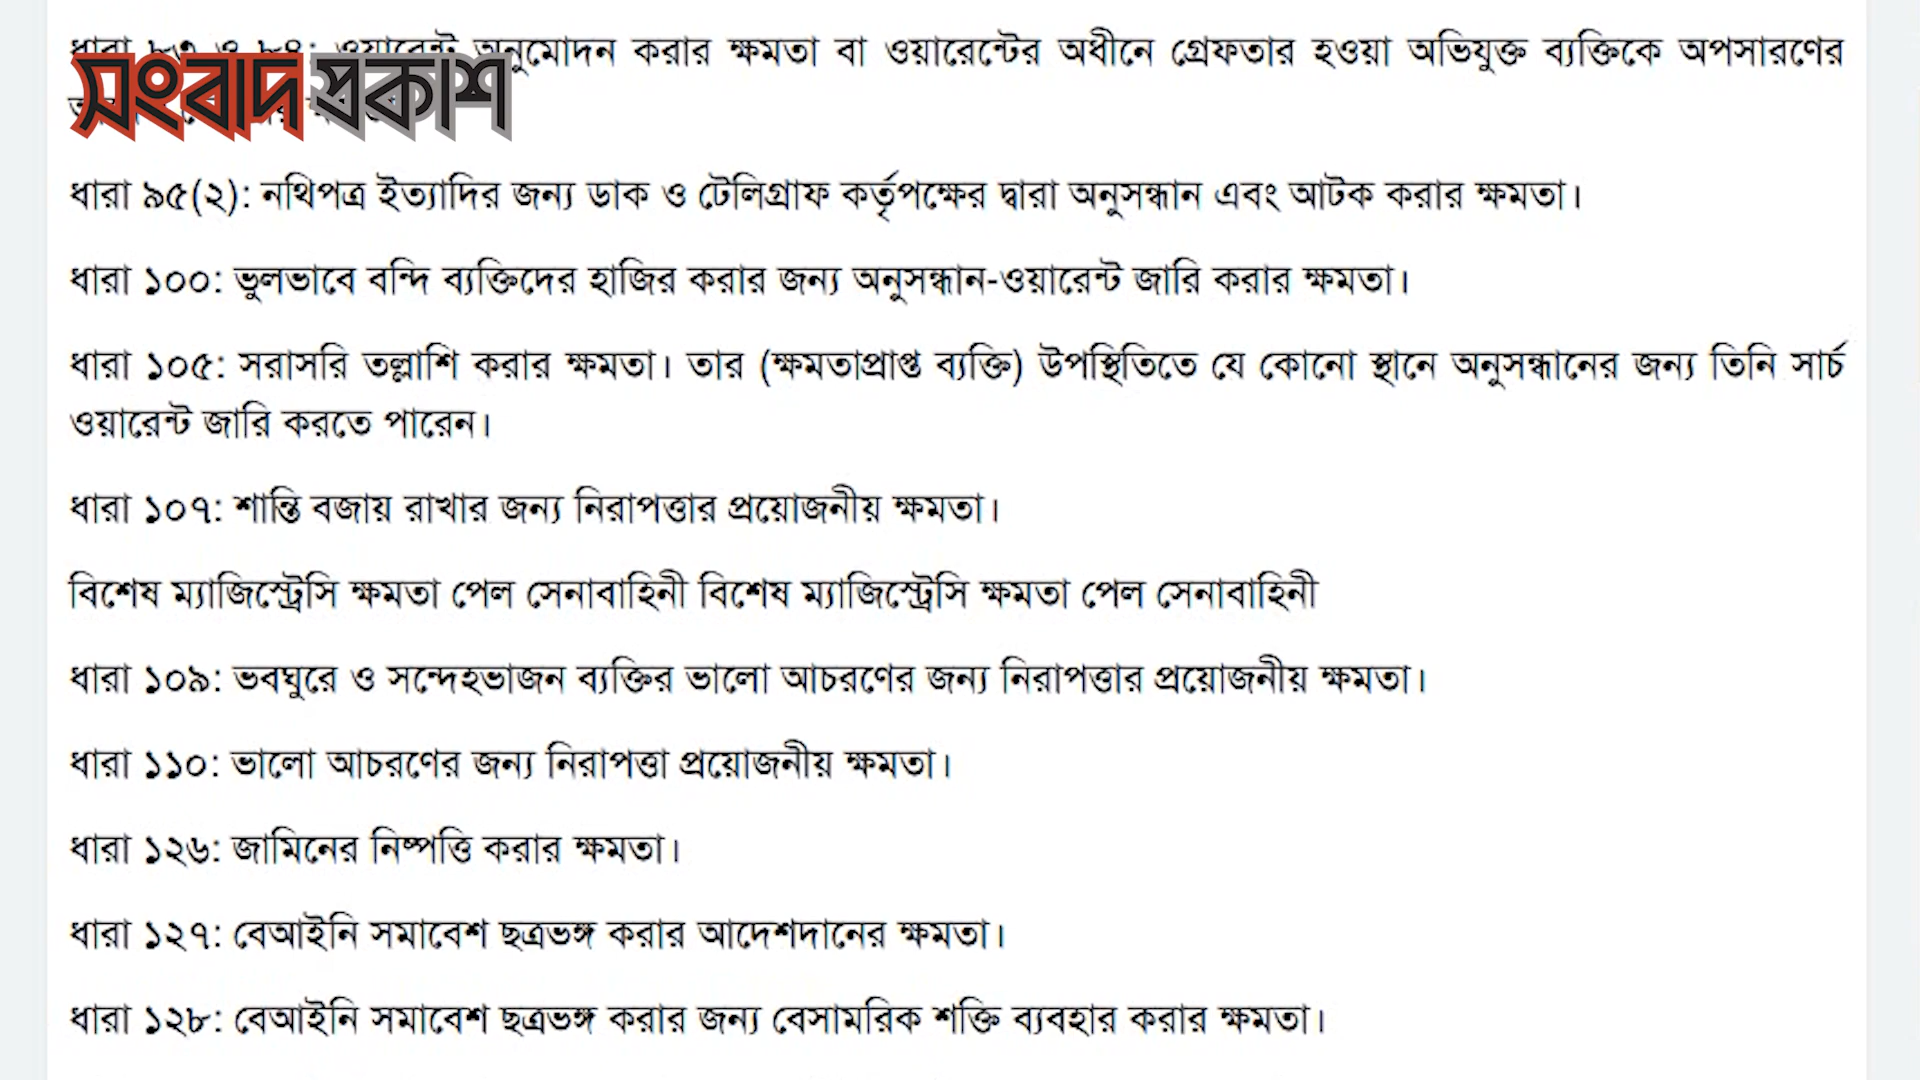 ধারা ৮৩ ও ৮৪: ওয়ারেন্ট অনুমোদন করার ক্ষমতা বা ওয়ারেন্টের অধীনে গ্রেফতার হওয়া অভিযুক্ত ব্যক্তিকে অপসারণের
সংবাদ প্রকাশ
ধারা ৯৫(২): নথিপত্র ইত্যাদির জন্য ডাক ও টেলিগ্রাফ কর্তৃপক্ষের দ্বারা অনুসন্ধান এবং আটক করার ক্ষমতা।
ধারা ১০০: ভুলভাবে বন্দি ব্যক্তিদের হাজির করার জন্য অনুসন্ধান-ওয়ারেন্ট জারি করার ক্ষমতা।
ধারা ১০৫: সরাসরি তল্লাশি করার ক্ষমতা। তার (ক্ষমতাপ্রাপ্ত ব্যক্তি) উপস্থিতিতে যে কোনো স্থানে অনুসন্ধানের জন্য তিনি সার্চ
ওয়ারেন্ট জারি করতে পারেন।
ধারা ১০৭: শান্তি বজায় রাখার জন্য নিরাপত্তার প্রয়োজনীয় ক্ষমতা।
বিশেষ ম্যাজিস্ট্রেসি ক্ষমতা পেল সেনাবাহিনী বিশেষ ম্যাজিস্ট্রেসি ক্ষমতা পেল সেনাবাহিনী
ধারা ১০৯: ভবঘুরে ও সন্দেহভাজন ব্যক্তির ভালো আচরণের জন্য নিরাপত্তার প্রয়োজনীয় ক্ষমতা।
ধারা ১১০: ভালো আচরণের জন্য নিরাপত্তা প্রয়োজনীয় ক্ষমতা।
ধারা ১২৬: জামিনের নিষ্পত্তি করার ক্ষমতা।
ধারা ১২৭: বেআইনি সমাবেশ ছত্রভঙ্গ করার আদেশদানের ক্ষমতা।
ধারা ১২৮: বেআইনি সমাবেশ ছত্রভঙ্গ করার জন্য বেসামরিক শক্তি ব্যবহার করার ক্ষমতা।